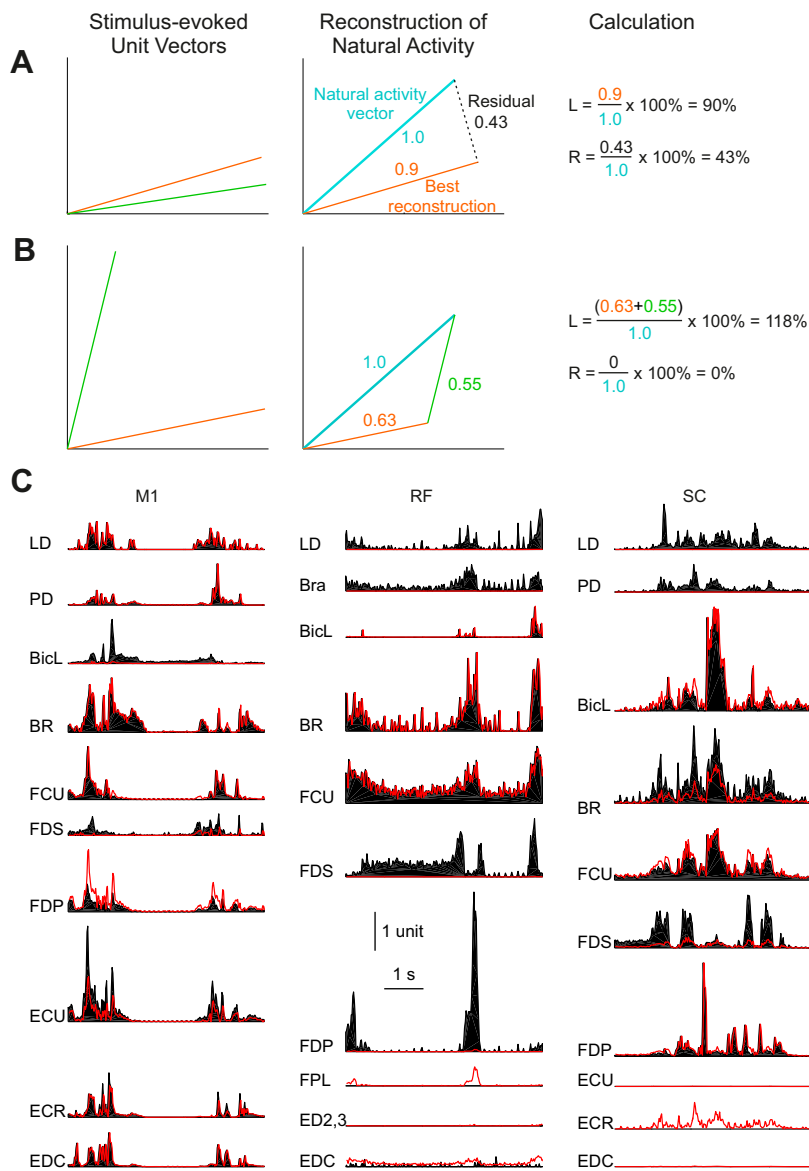 Stimulus-evoked
Unit Vectors
Reconstruction of
Natural Activity
Calculation
A
Natural activity
vector
1.0
Residual
0.43
0.9
Best
reconstruction
L = 0.9/1.0 x 100% = 90%
R = 0.43/1.0 x 100% = 43%
B
1.0
0.55
0.63
L = (0.63+0.55)/1.0 x 100% = 118%
R = 0/1.0 x 100% = 0%
C
M1
LD
PD
BicL
BR
FCU
FDS
FDP
ECU
ECR
EDC
RF
LD
Bra
BicL
BR
FCU
FDS
1 unit
1 s
FDP
FPL
ED2,3
EDC
SC
LD
PD
BicL
BR
FCU
FDS
FDP
ECU
ECR
EDC